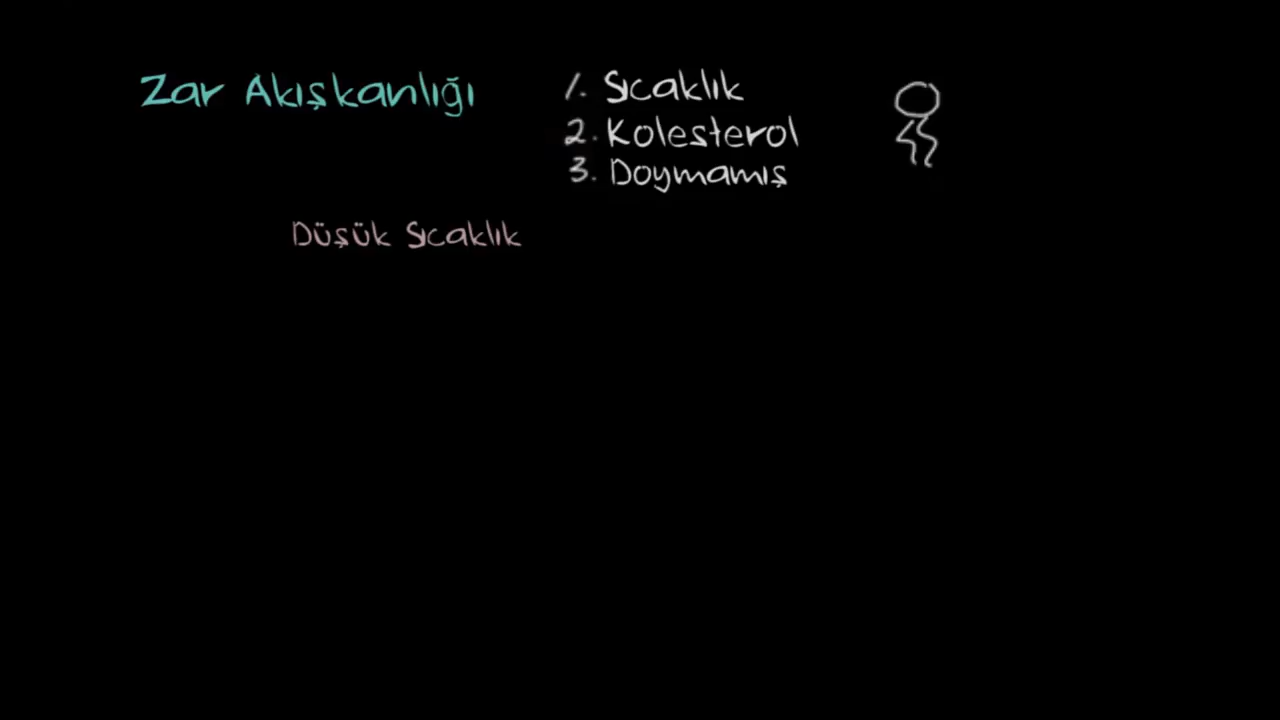 Zar Akışkanlığı
1. Sıcaklık
2. Kolesterol
3. Doymamış
Düşük Sıcaklık